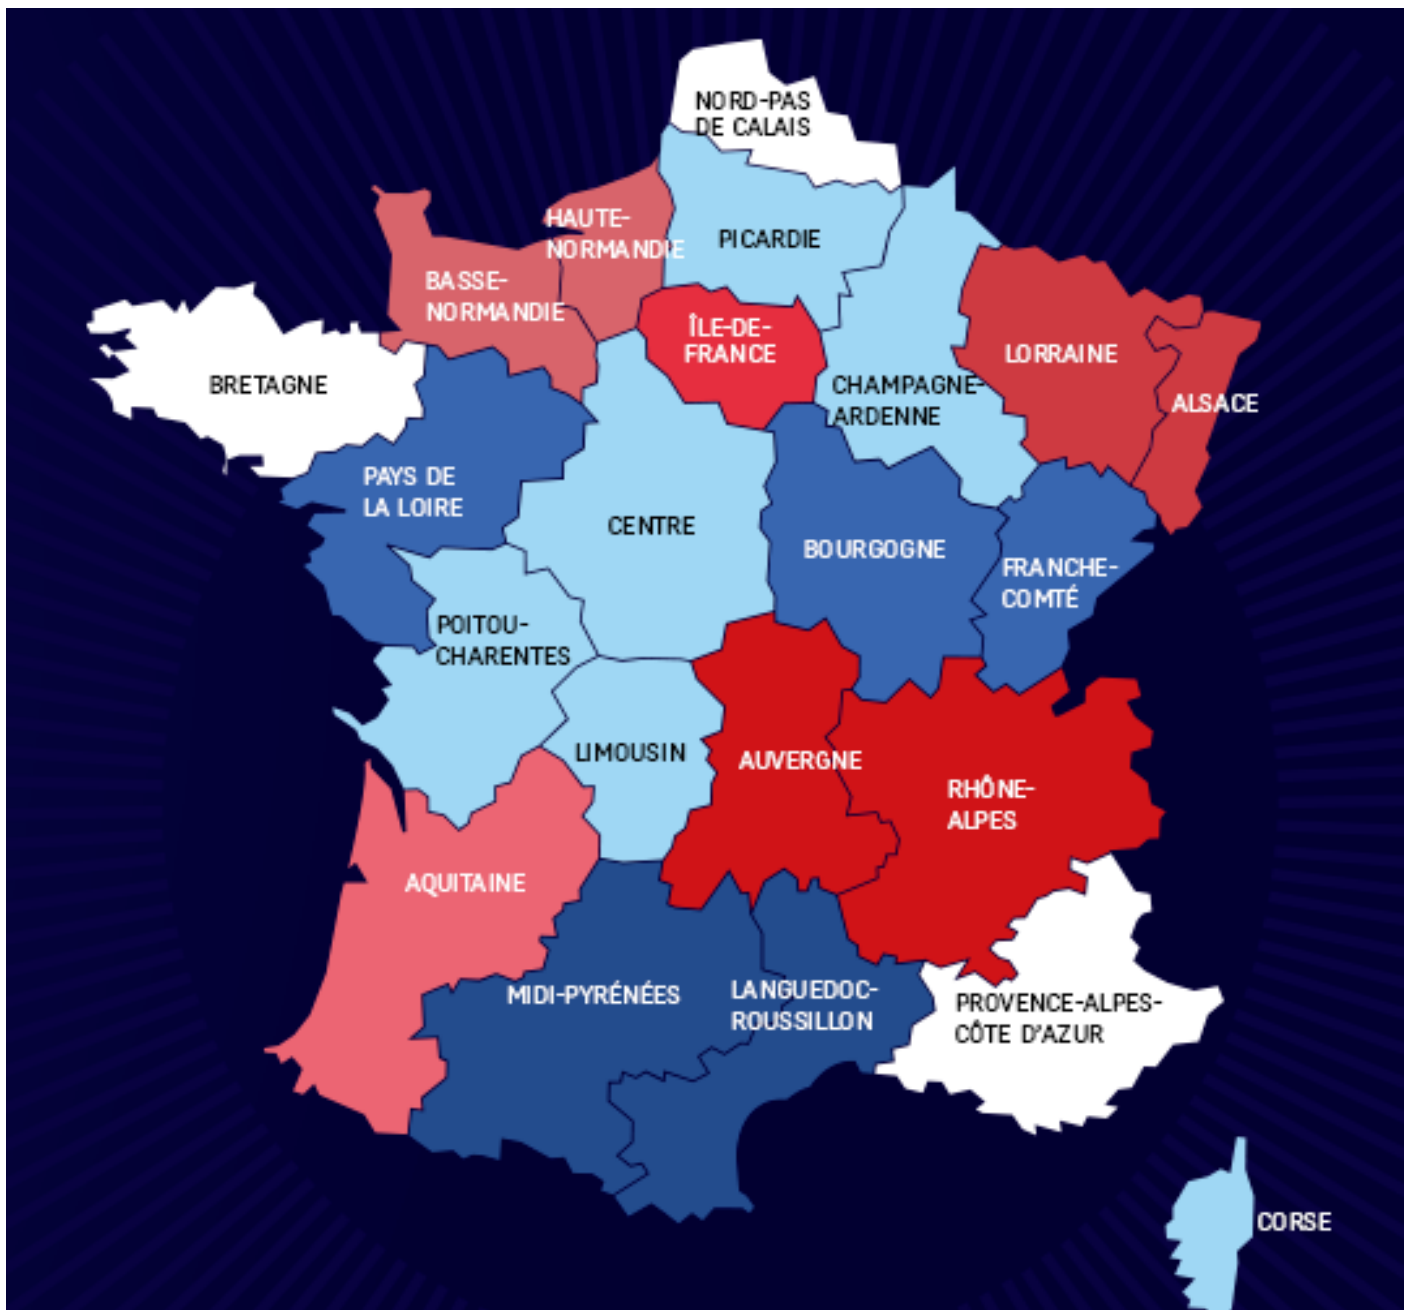 NORD-PAS
DE CALAIS
HAUTE-
NORMANDIE
PICARDIE
BASSE-
NORMANDIE
ÎLE-DE-
FRANCE
LORRAINE
BRETAGNE
CHAMPAGNE-
ARDENNE
ALSACE
PAYS DE
LA LOIRE
CENTRE
BOURGOGNE
FRANCHE-
COMTÉ
POITOU-
CHARENTES
LIMOUSIN
AUVERGNE
RHÔNE-
ALPES
AQUITAINE
MIDI-PYRÉNÉES
LANGUEDOC-
ROUSSILLON
PROVENCE-ALPES-
CÔTE D'AZUR
CORSE